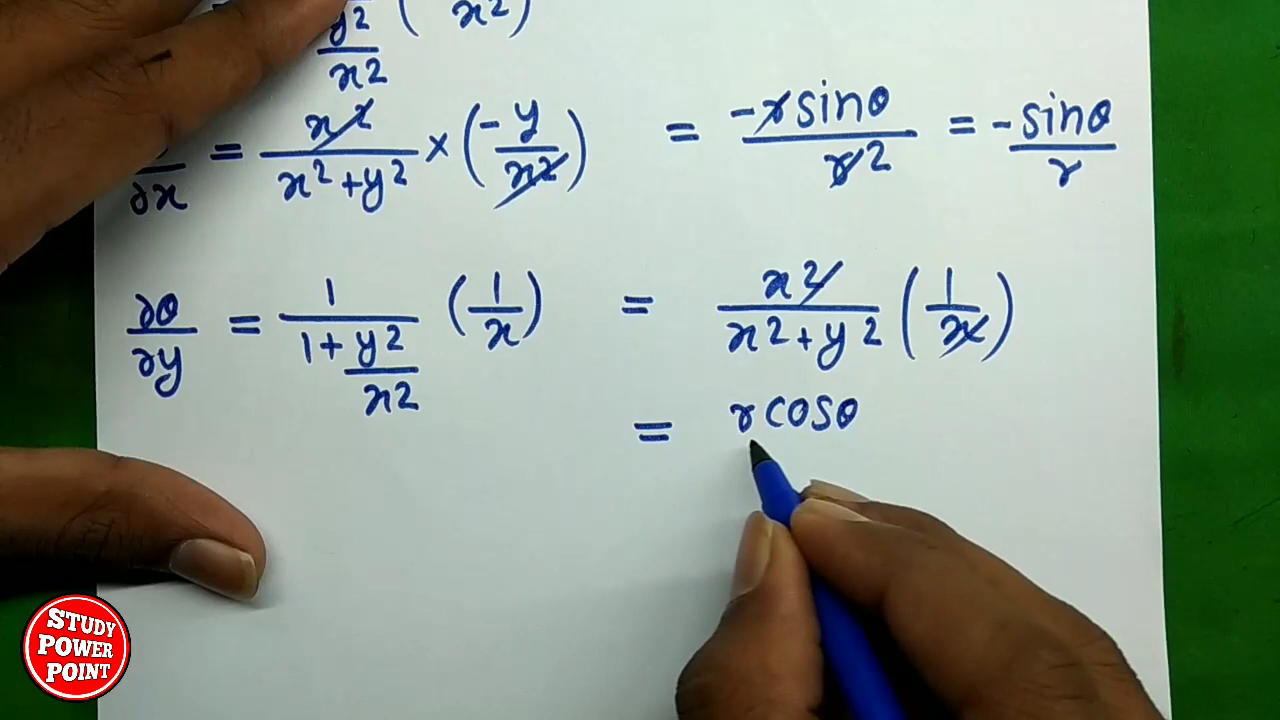 y2/x2 ( x2)
∂x = x2/(x2+y2) × (-y/x2) = -r sinθ/r2 = -sinθ/r
∂θ/∂y = 1/(1+y2/x2) (1/x) = x2/(x2+y2) (1/x)
= r cosθ
STUDY
POWER
POINT